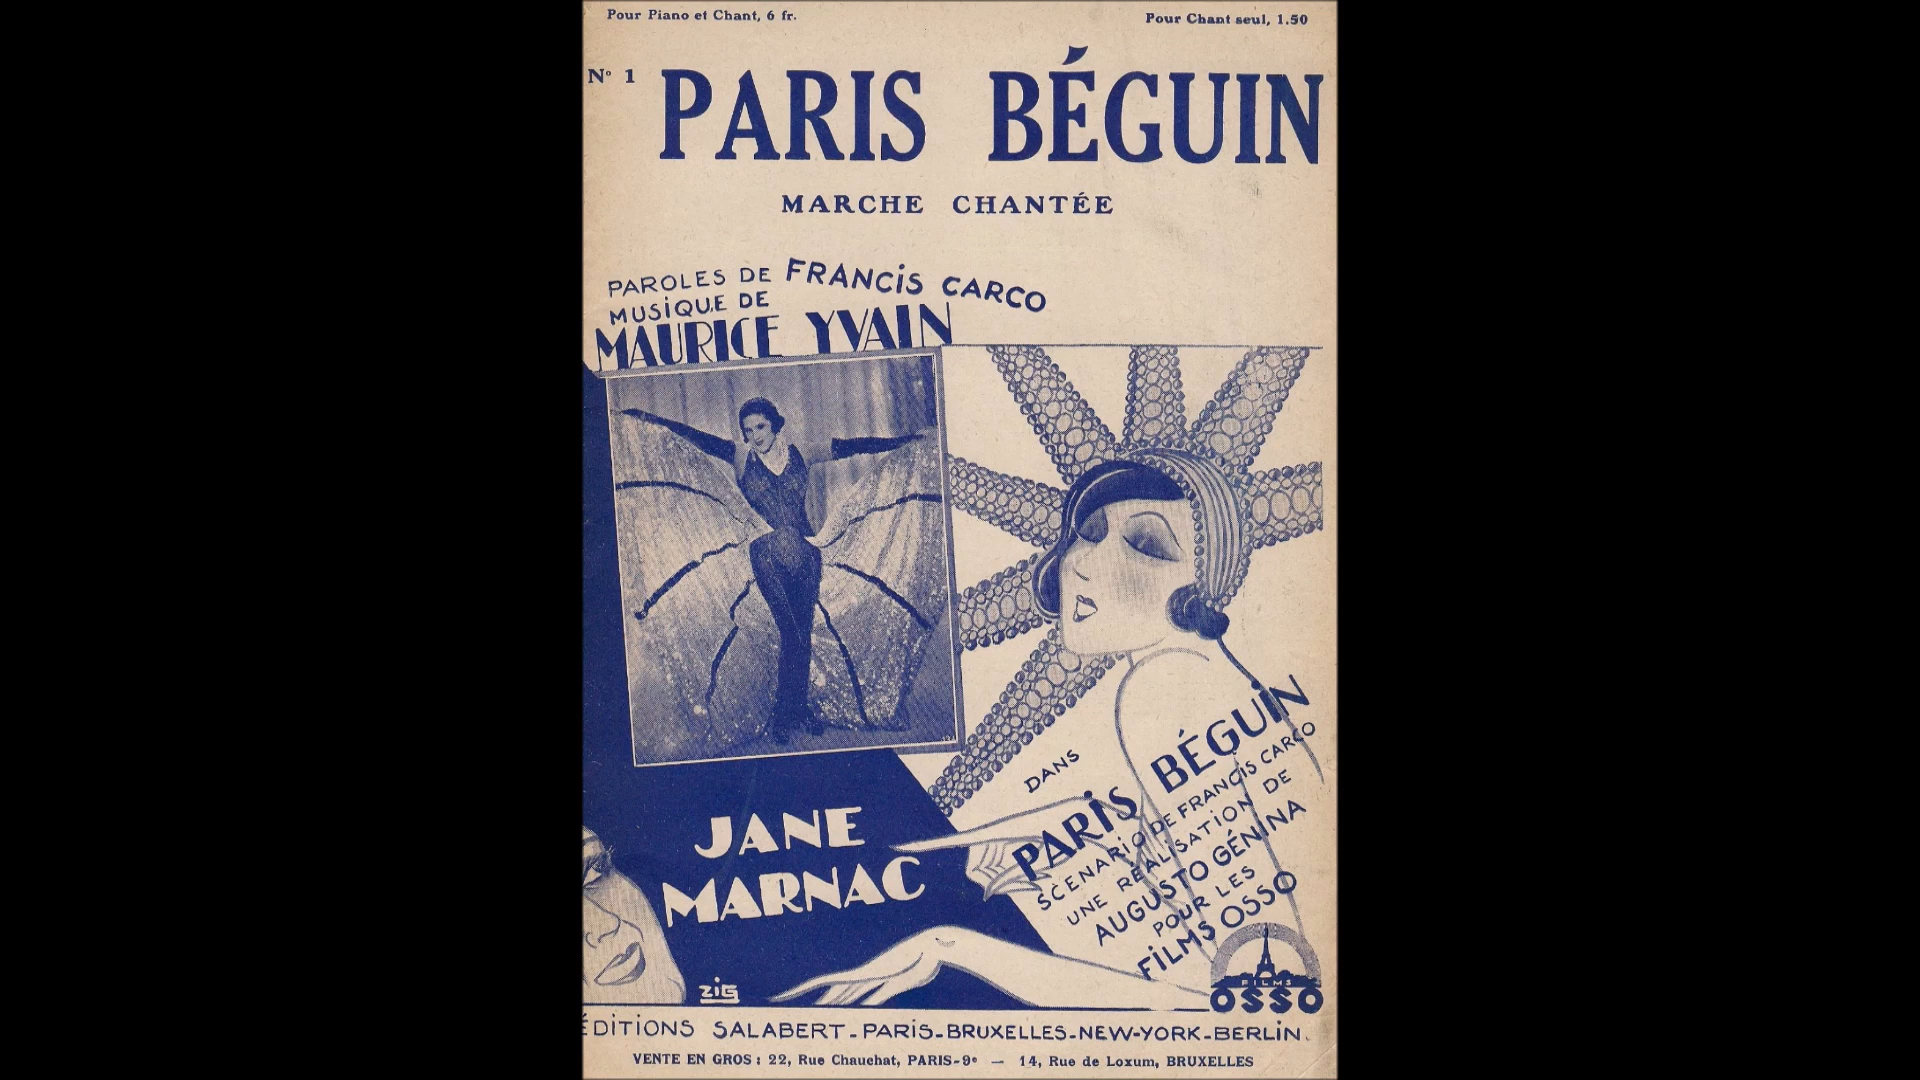 Pour Piano et Chant, 6 fr.
Pour Chant seul, 1.50
Nº 1
PARIS BÉGUIN
MARCHE CHANTÉE
PAROLES DE FRANCIS CARCO
MUSIQUE DE
MAURICE YVAIN
JANE
MARNAC
DANS
PARIS BÉGUIN
SCENARIO DE FRANCIS CARCO
UNE RÉALISATION DE
AUGUSTO GÉNINA
POUR LES
FILMS OSSO
FILMS
OSSO
ZIG
ÉDITIONS SALABERT-PARIS-BRUXELLES-NEW-YORK-BERLIN.
VENTE EN GROS : 22, Rue Chauchat, PARIS-9e — 14, Rue de Loxum, BRUXELLES